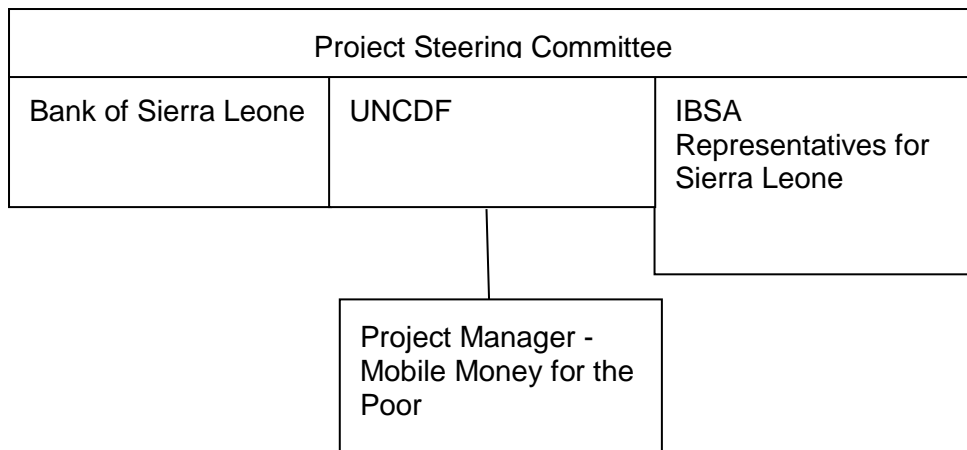 Project Steering Committee
Bank of Sierra Leone
UNCDF
IBSA
Representatives for
Sierra Leone
Project Manager -
Mobile Money for the
Poor